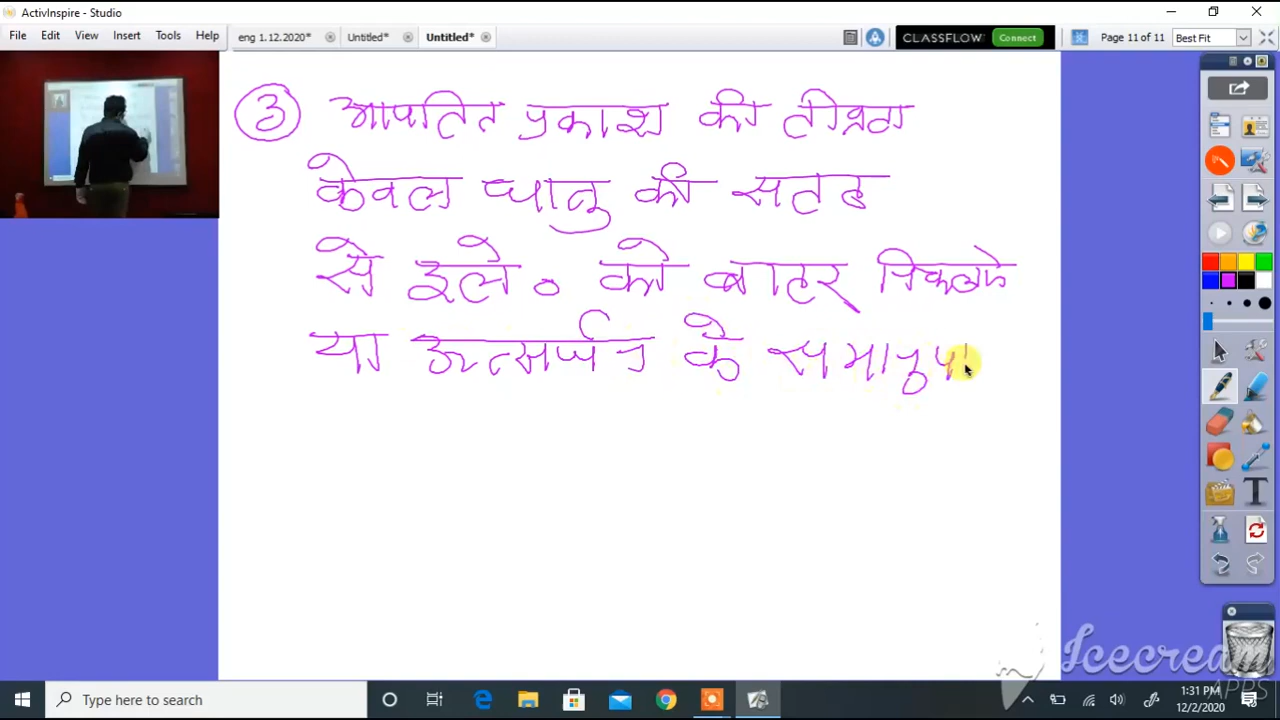 ActivInspire - Studio
File Edit View Insert Tools Help eng 1.12.2020* Untitled* Untitled* CLASSFLOW Connect Page 11 of 11 Best Fit
3 आपतित प्रकाश की तीव्रता
केवल धातु की सतह
से इले० को बाहर निकलने
या उत्सर्जन के समानुपा
T
Icecream
APPS
Type here to search
1:31 PM
12/2/2020